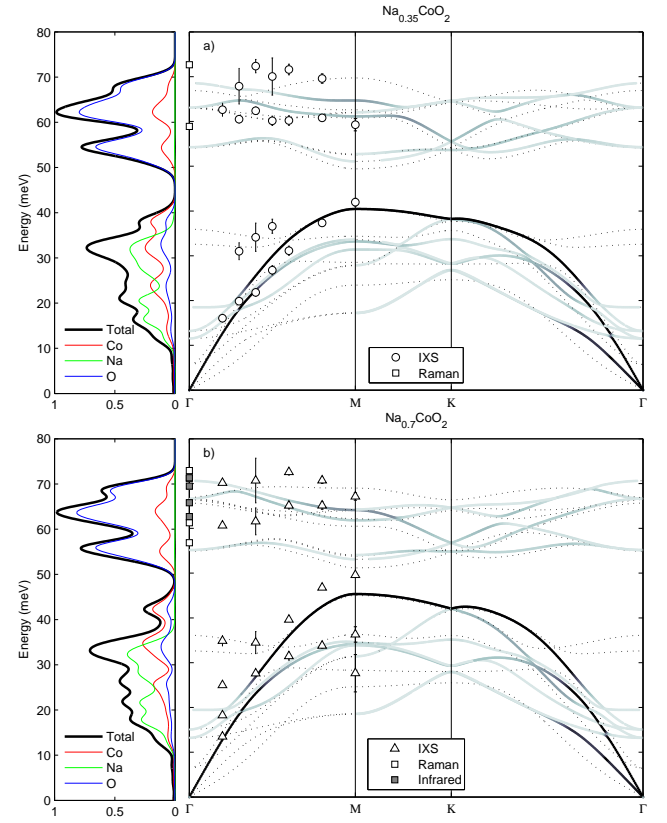 Na0.35CoO2
a)
80
70
60
50
40
30
20
10
0
Energy (meV)
Total
Co
Na
O
1 0.5 0
IXS
Raman
Γ M K Γ
Na0.7CoO2
b)
80
70
60
50
40
30
20
10
0
Energy (meV)
Total
Co
Na
O
1 0.5 0
IXS
Raman
Infrared
Γ M K Γ